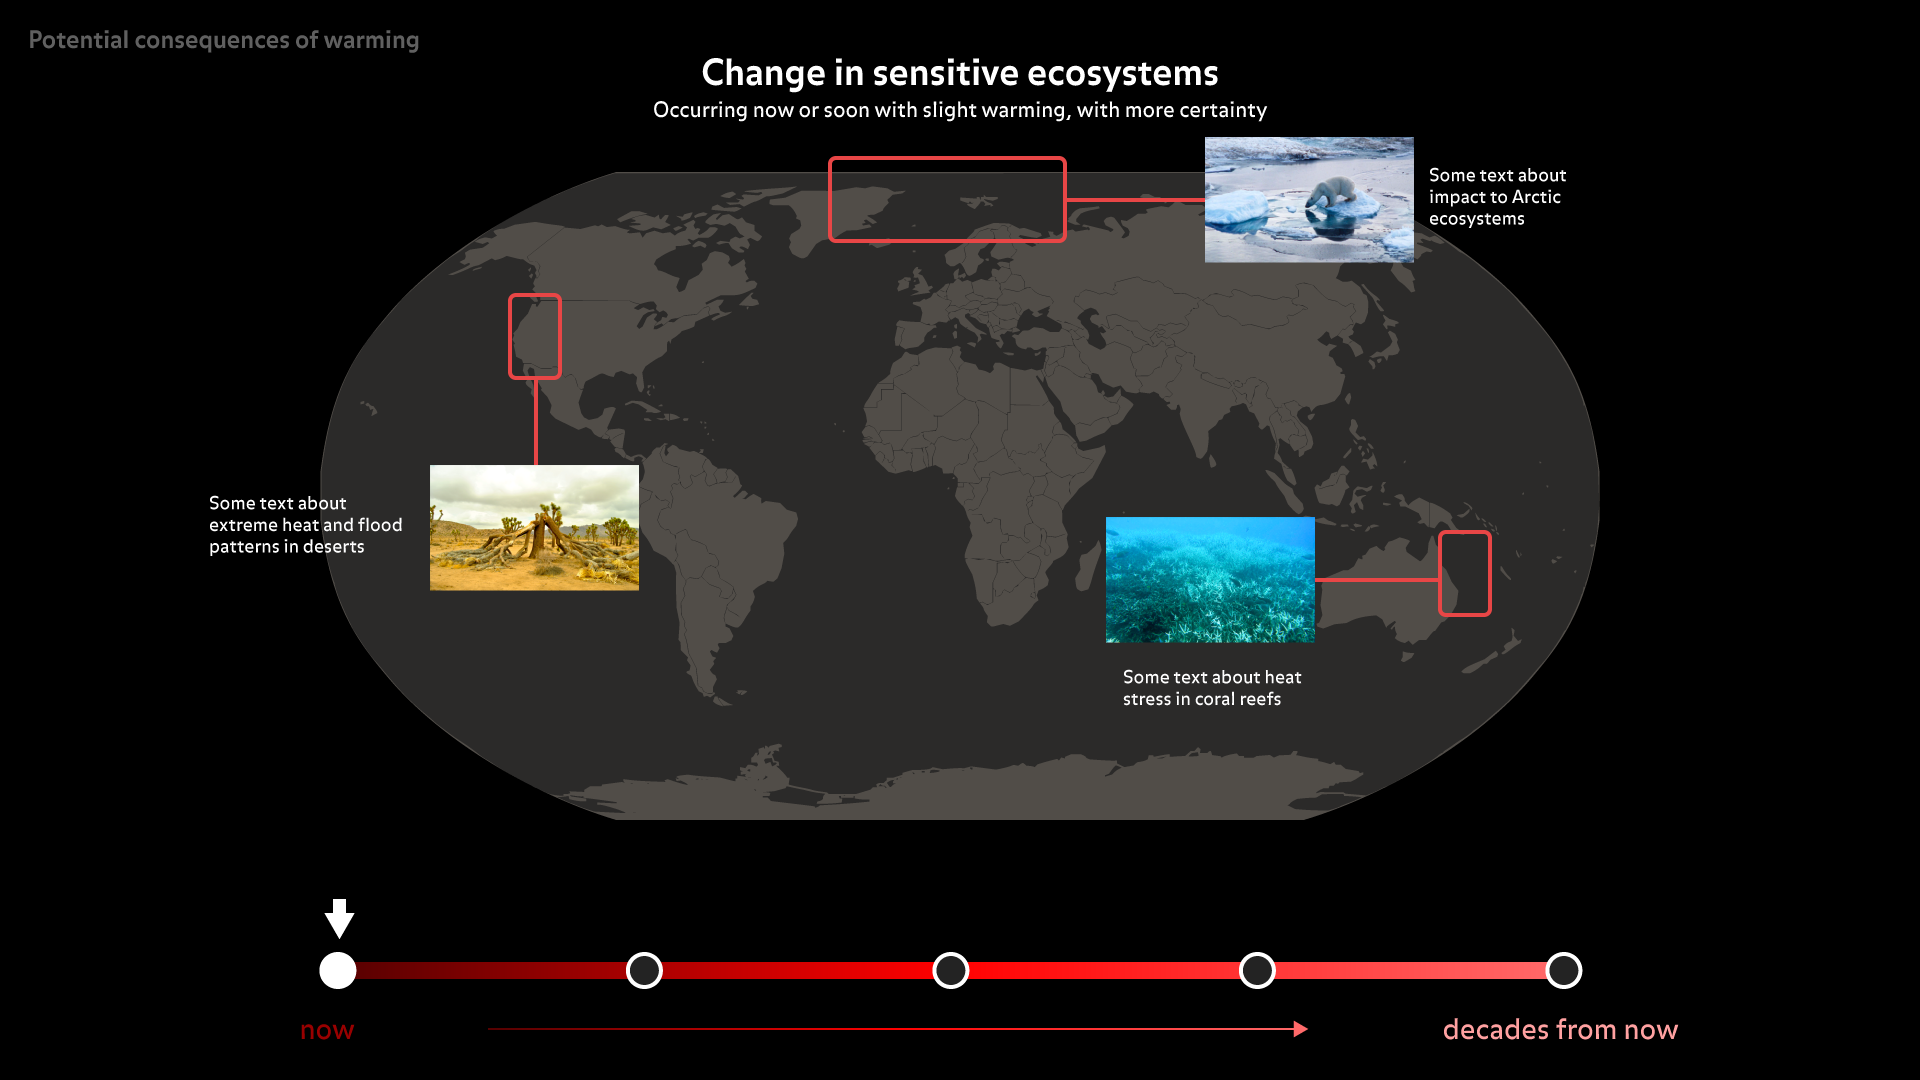 Potential consequences of warming
Change in sensitive ecosystems
Occurring now or soon with slight warming, with more certainty
Some text about
impact to Arctic
ecosystems
Some text about
extreme heat and flood
patterns in deserts
Some text about heat
stress in coral reefs
now
decades from now